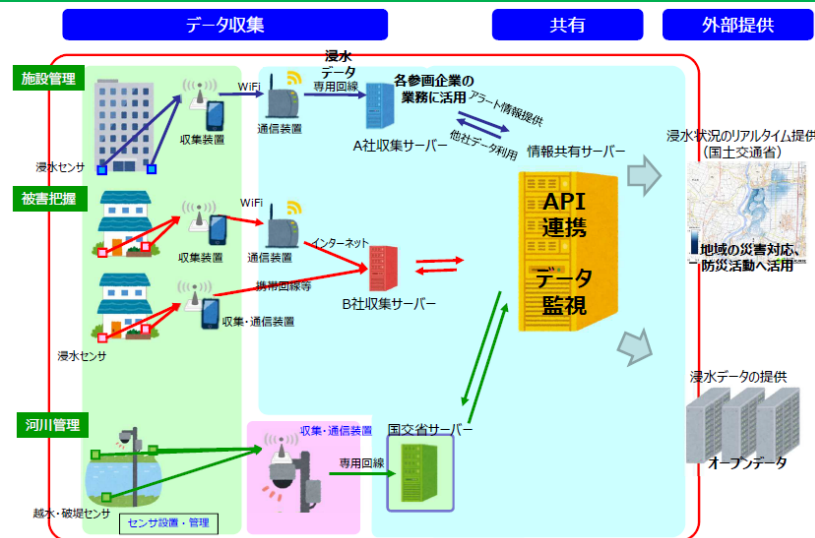 データ収集
共有
外部提供
施設管理
浸水センサ
収集装置
WiFi
通信装置
浸水
データ
専用回線
各参画企業の
業務に活用
A社収集サーバー
アラート情報提供
他社データ利用
情報共有サーバー
API
連携
データ
監視
浸水状況のリアルタイム提供
（国土交通省）
地域の災害対応、
防災活動へ活用
被害把握
収集装置
WiFi
通信装置
インターネット
携帯回線等
収集・通信装置
B社収集サーバー
浸水センサ
浸水データの提供
オープンデータ
河川管理
越水・破堤センサ
センサ設置・管理
収集・通信装置
専用回線
国交省サーバー